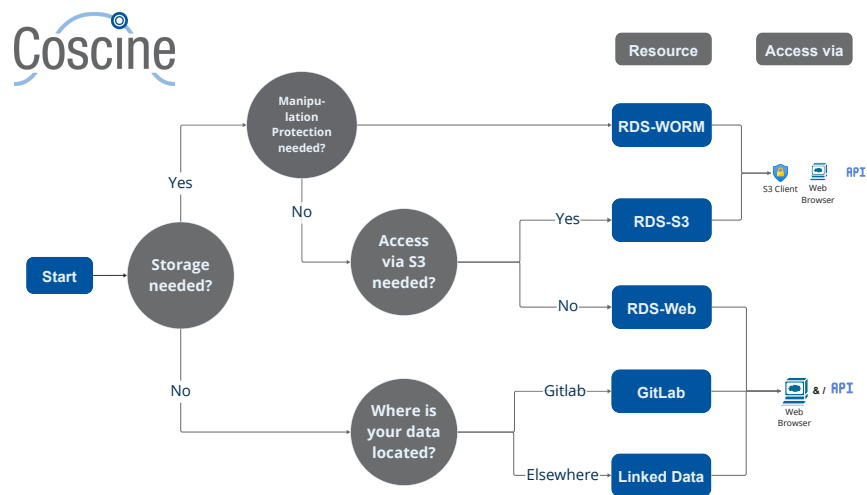 Coscine
Resource
Access via
Manipu-
lation
Protection
needed?
RDS-WORM
S3 Client
Web
Browser
API
Yes
No
Access
via S3
needed?
Yes
RDS-S3
Start
Storage
needed?
No
RDS-Web
No
Where is
your data
located?
Gitlab
GitLab
Web
Browser
& / API
Elsewhere
Linked Data